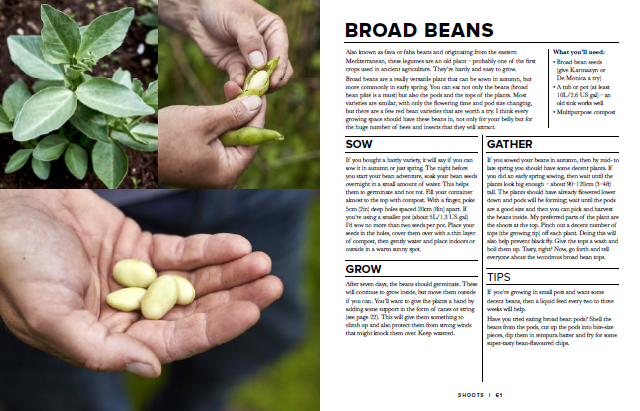 BROAD BEANS
Also known as fava or faba beans and originating from the eastern
Mediterranean, these legumes are an old plant – probably one of the first
crops used in ancient agriculture. They're hardy and easy to grow.
Broad beans are a really versatile plant that can be sown in autumn, but
more commonly in early spring. You can eat not only the beans (broad
bean pâté is a must) but also the pods and the tops of the plants. Most
varieties are similar, with only the flowering time and pod size changing,
but there are a few red bean varieties that are worth a try. I think every
growing space should have these beans in, not only for your belly but for
the huge number of bees and insects that they will attract.
What you'll need:
• Broad bean seeds
(give Karmazyn or
De Monica a try)
• A tub or pot (at least
10L/2.6 US gal) – an
old sink works well
• Multipurpose compost
SOW
If you bought a hardy variety, it will say if you can
sow it in autumn or just spring. The night before
you start your bean adventure, soak your bean seeds
overnight in a small amount of water. This helps
them to germinate and not rot. Fill your container
almost to the top with compost. With a finger, poke
5cm (2in) deep holes spaced 20cm (8in) apart. If
you're using a smaller pot (about 5L/1.3 US gal)
I'd sow no more than two seeds per pot. Place your
seeds in the holes, cover them over with a thin layer
of compost, then gently water and place indoors or
outside in a warm sunny spot.
GROW
After seven days, the beans should germinate. These
will continue to grow inside, but move them outside
if you can. You'll want to give the plants a hand by
adding some support in the form of canes or string
(see page 22). This will give them something to
climb up and also protect them from strong winds
that might knock them over. Keep watered.
GATHER
If you sowed your beans in autumn, then by mid- to
late spring you should have some decent plants. If
you did an early spring sowing, then wait until the
plants look big enough – about 90–120cm (3–4ft)
tall. The plants should have already flowered lower
down and pods will be forming; wait until the pods
are a good size and then you can pick and harvest
the beans inside. My preferred parts of the plant are
the shoots at the top. Pinch out a decent number of
tops (the growing tip) off each plant. Doing this will
also help prevent black fly. Give the tops a wash and
boil them up. Tasty, right? Now, go forth and tell
everyone about the wondrous broad bean tops.
TIPS
If you're growing in small pots and want some
decent beans, then a liquid feed every two to three
weeks will help.
Have you tried eating broad bean pods? Shell the
beans from the pods, cut up the pods into bite-size
pieces, dip them in tempura batter and fry for some
super-tasty bean-flavoured chips.
SHOOTS | 61